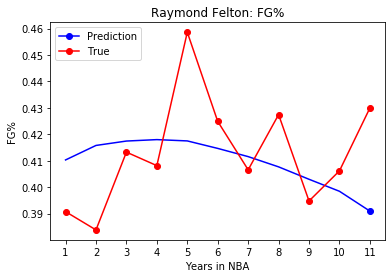 Raymond Felton: FG%
Prediction
True
0.46
0.45
0.44
0.43
0.42
0.41
0.40
0.39
FG%
1 2 3 4 5 6 7 8 9 10 11
Years in NBA